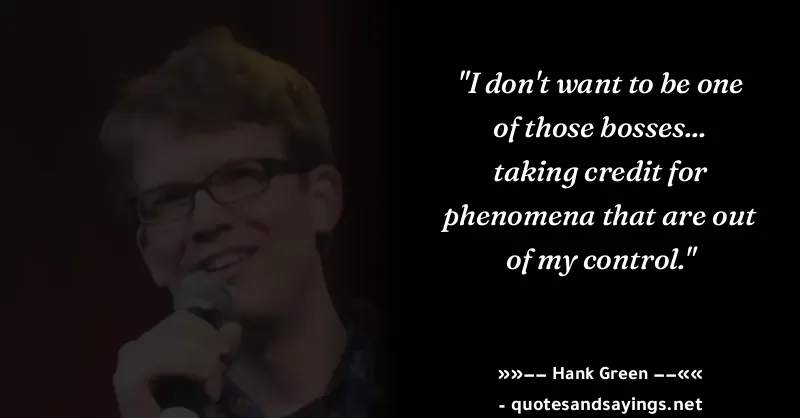 "I don't want to be one
of those bosses...
taking credit for
phenomena that are out
of my control."
»»–– Hank Green ––««
- quotesandsayings.net